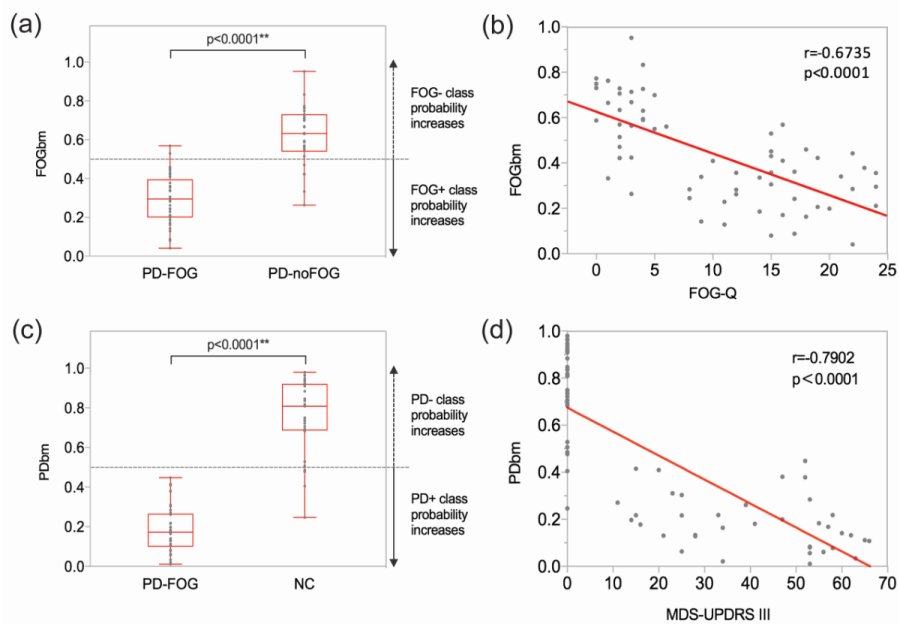 (a)
p<0.0001**
FOGbm
1.0
0.8
0.6
0.4
0.2
0.0
PD-FOG
PD-noFOG
FOG- class
probability
increases
FOG+ class
probability
increases
(b)
r=-0.6735
p<0.0001
FOGbm
1.0
0.8
0.6
0.4
0.2
0.0
0 5 10 15 20 25
FOG-Q
(c)
p<0.0001**
PDbm
1.0
0.8
0.6
0.4
0.2
0.0
PD-FOG
NC
PD- class
probability
increases
PD+ class
probability
increases
(d)
r=-0.7902
p<0.0001
PDbm
1.0
0.8
0.6
0.4
0.2
0.0
0 10 20 30 40 50 60 70
MDS-UPDRS III